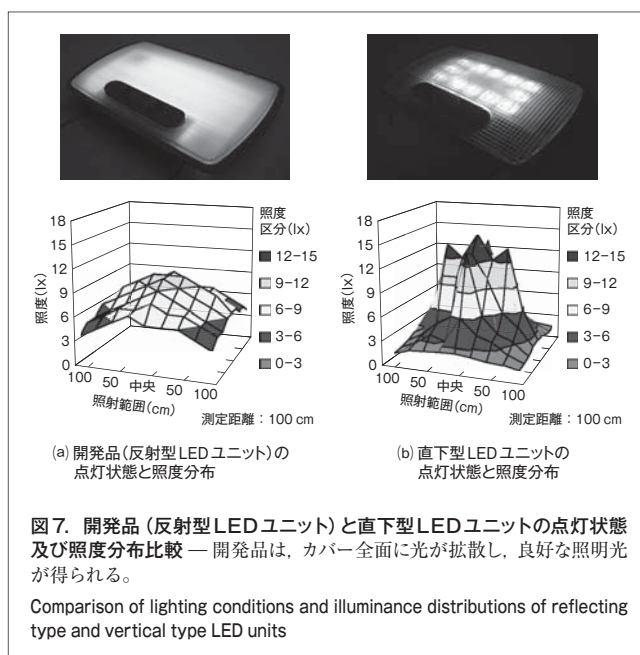 18
15
12
9
6
3
0
照度(lx)
100
50
中央
50
100
照射範囲(cm)
照度
区分(lx)
12-15
9-12
6-9
3-6
0-3
測定距離：100 cm
(a) 開発品(反射型LEDユニット)の
点灯状態と照度分布
18
15
12
9
6
3
0
照度(lx)
100
50
中央
50
100
照射範囲(cm)
照度
区分(lx)
12-15
9-12
6-9
3-6
0-3
測定距離：100 cm
(b) 直下型LEDユニットの
点灯状態と照度分布
図7. 開発品（反射型LEDユニット）と直下型LEDユニットの点灯状態
及び照度分布比較 — 開発品は，カバー全面に光が拡散し，良好な照明光
が得られる。
Comparison of lighting conditions and illuminance distributions of reflecting
type and vertical type LED units